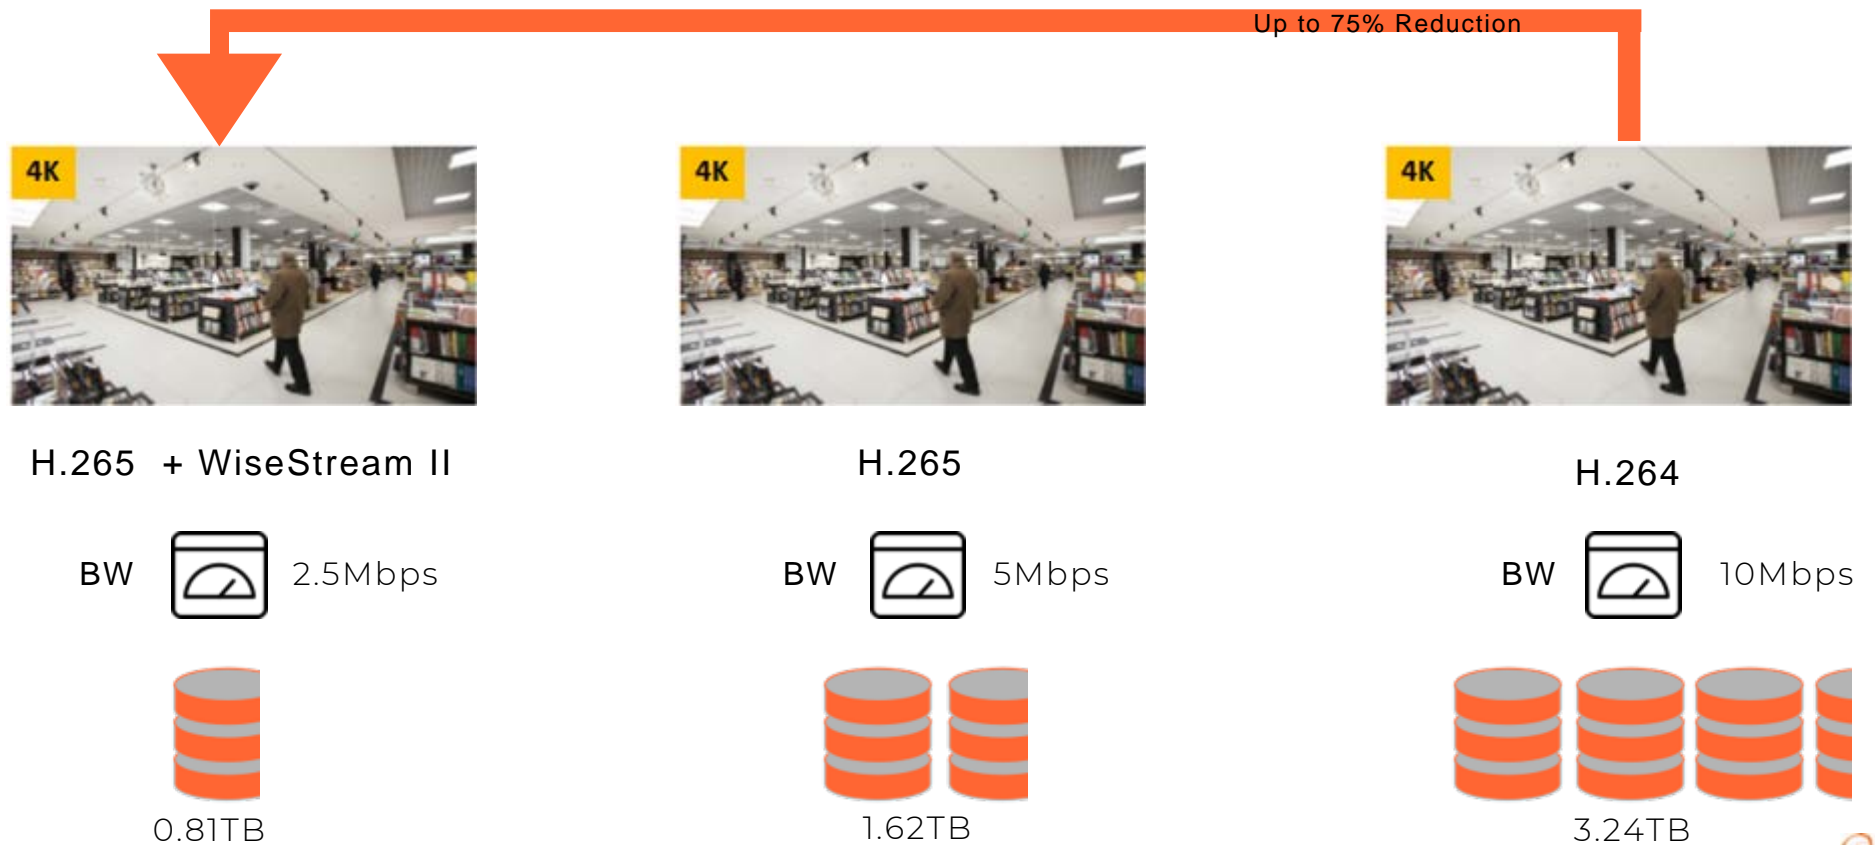 Up to 75% Reduction
4K
4K
4K
H.265 + WiseStream II
H.265
H.264
BW 2.5Mbps
BW 5Mbps
BW 10Mbps
0.81TB
1.62TB
3.24TB